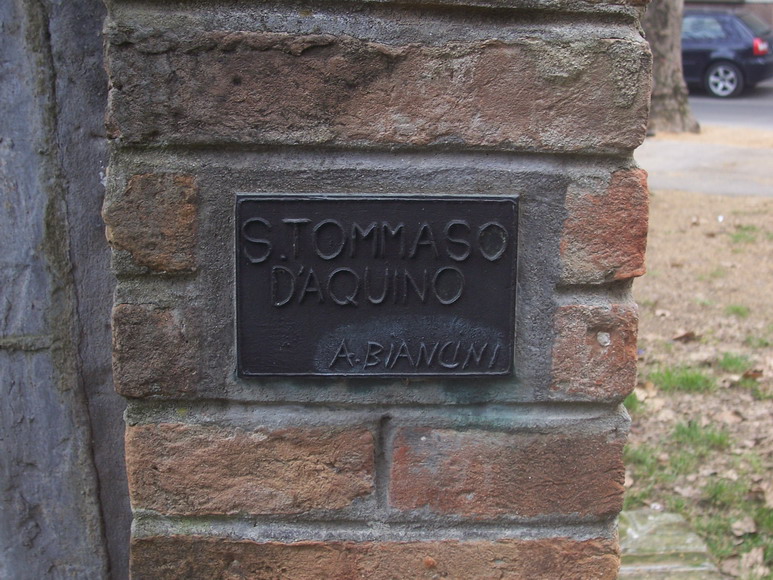 S. TOMMASO
D'AQUINO
A. BIANCINI